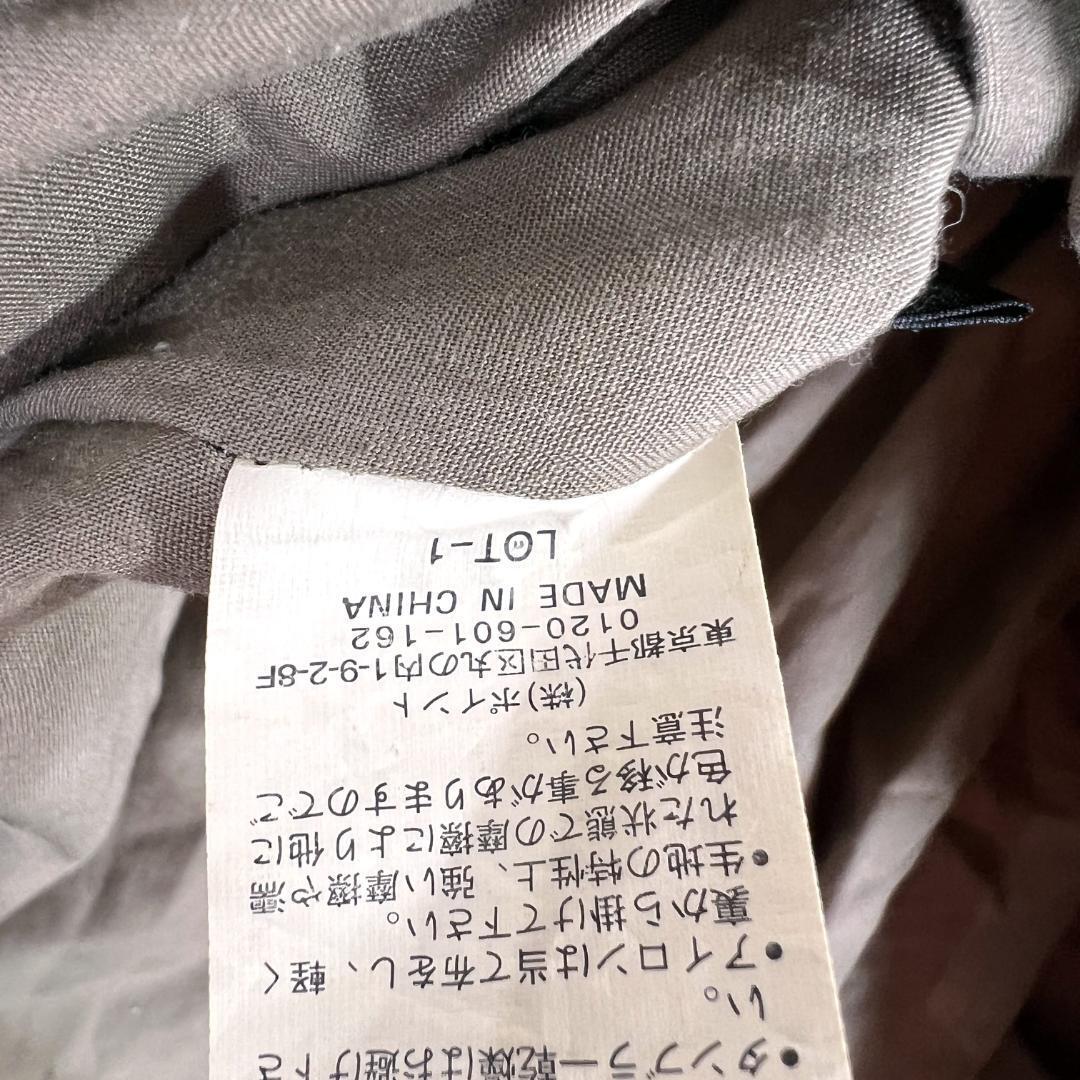 ●タンブラー乾燥はお避け下さ
い。
●アイロンは当て布をし、軽く
裏から掛けて下さい。
●生地の特性上、強い摩擦や濡
れた状態での摩擦により他に
色が移る事がありますのでご
注意下さい。
(株)ポイント
東京都千代田区丸の内1-9-2-8F
0120-601-162
MADE IN CHINA
LOT-1